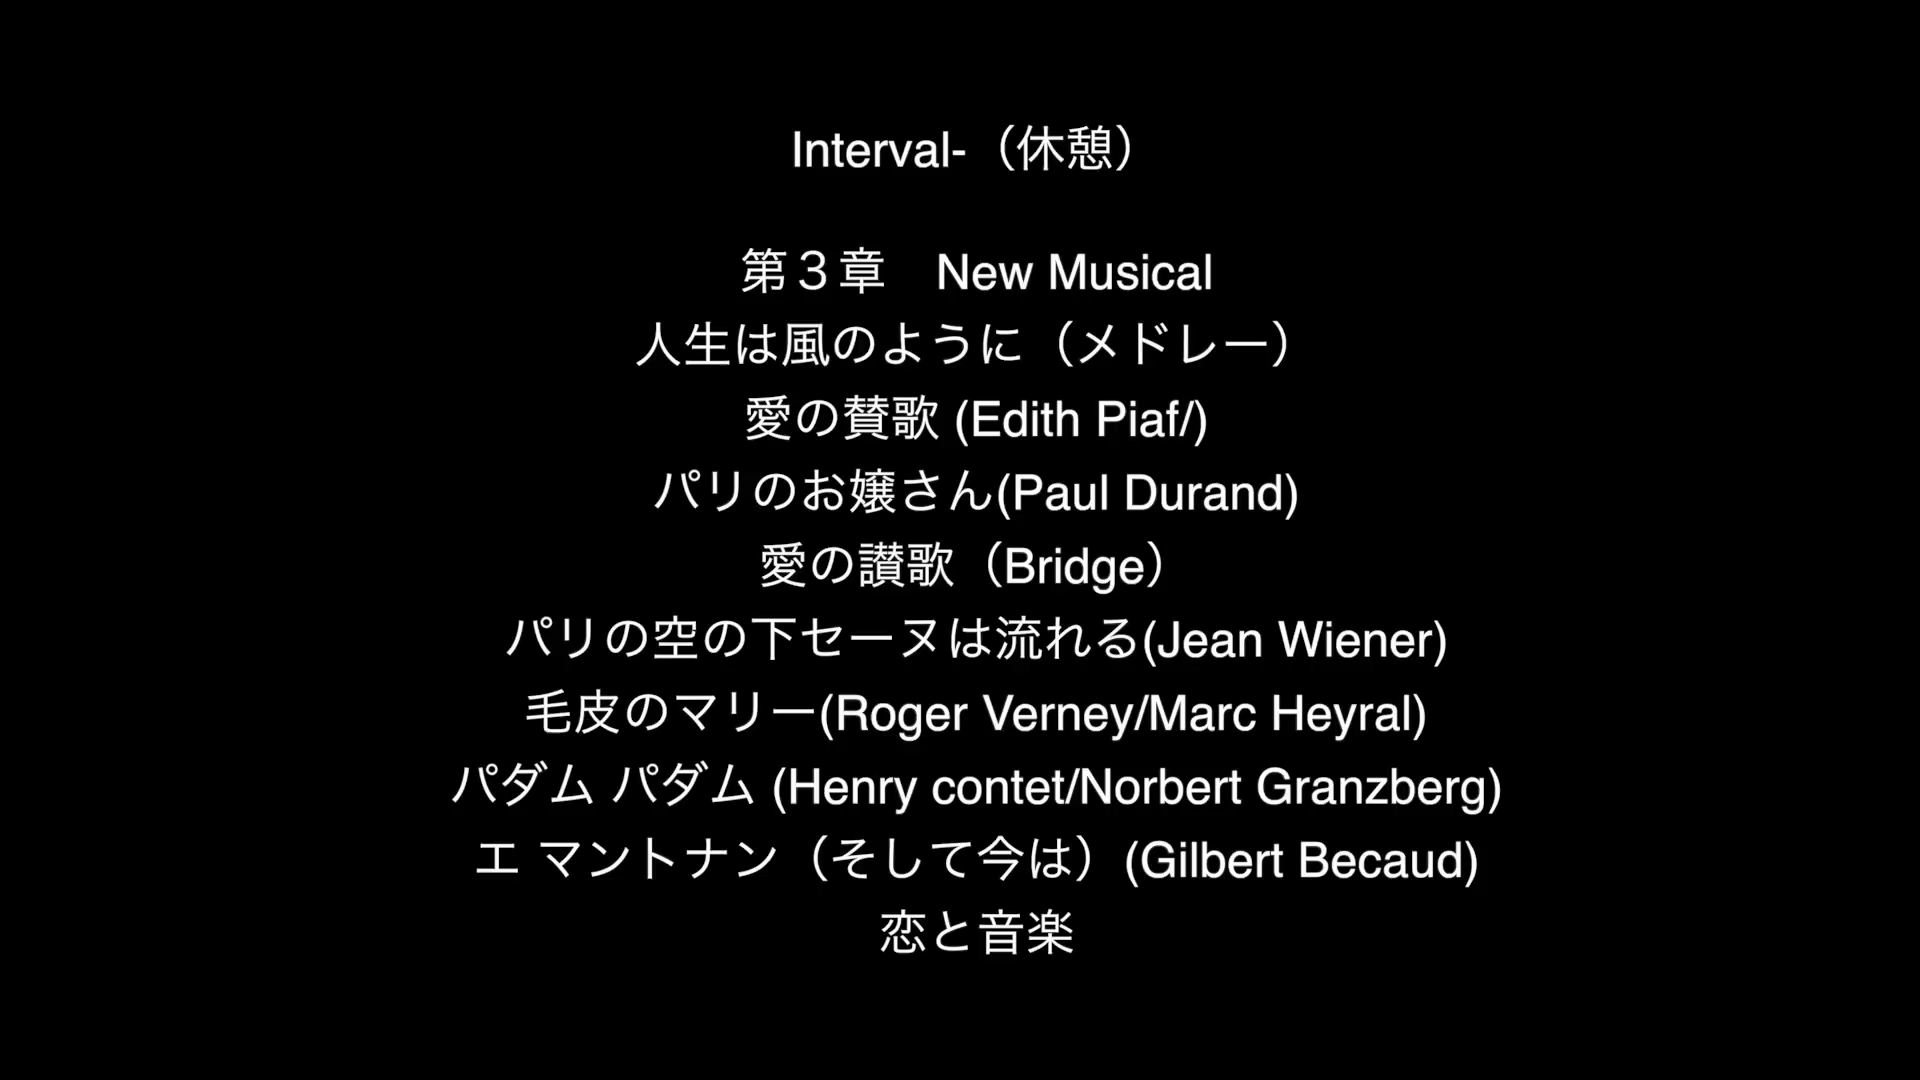 Interval-（休憩）
第３章　New Musical
人生は風のように（メドレー）
愛の賛歌 (Edith Piaf/)
パリのお嬢さん(Paul Durand)
愛の讃歌（Bridge）
パリの空の下セーヌは流れる(Jean Wiener)
毛皮のマリー(Roger Verney/Marc Heyral)
パダム パダム (Henry contet/Norbert Granzberg)
エ マントナン（そして今は）(Gilbert Becaud)
恋と音楽